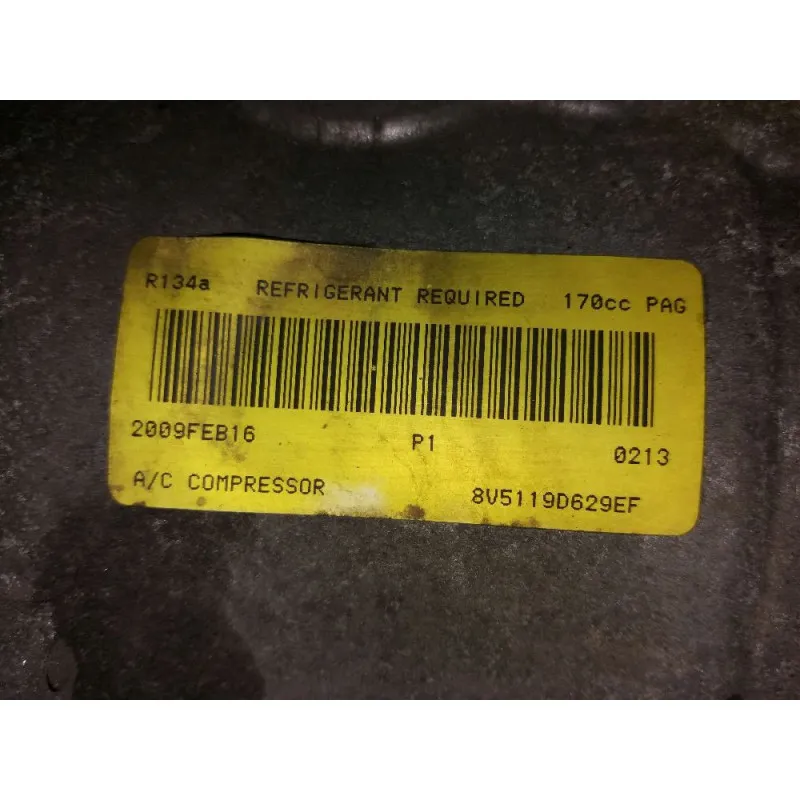 R134a REFRIGERANT REQUIRED 170cc PAG
2009FEB16 P1 0213
A/C COMPRESSOR 8V5119D629EF